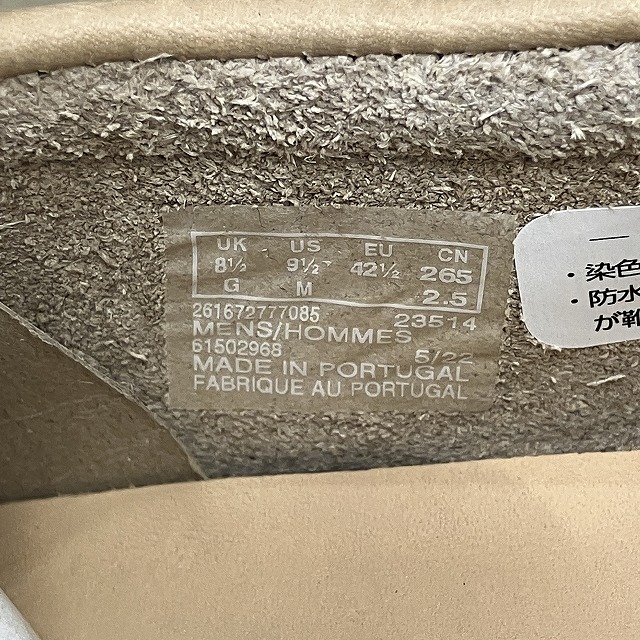 UK US EU CN
8½ 9½ 42½ 265
G M 2.5
261672777085 23514
MENS/HOMMES
61502968 5/22
MADE IN PORTUGAL
FABRIQUE AU PORTUGAL
・染色
・防水
が靴